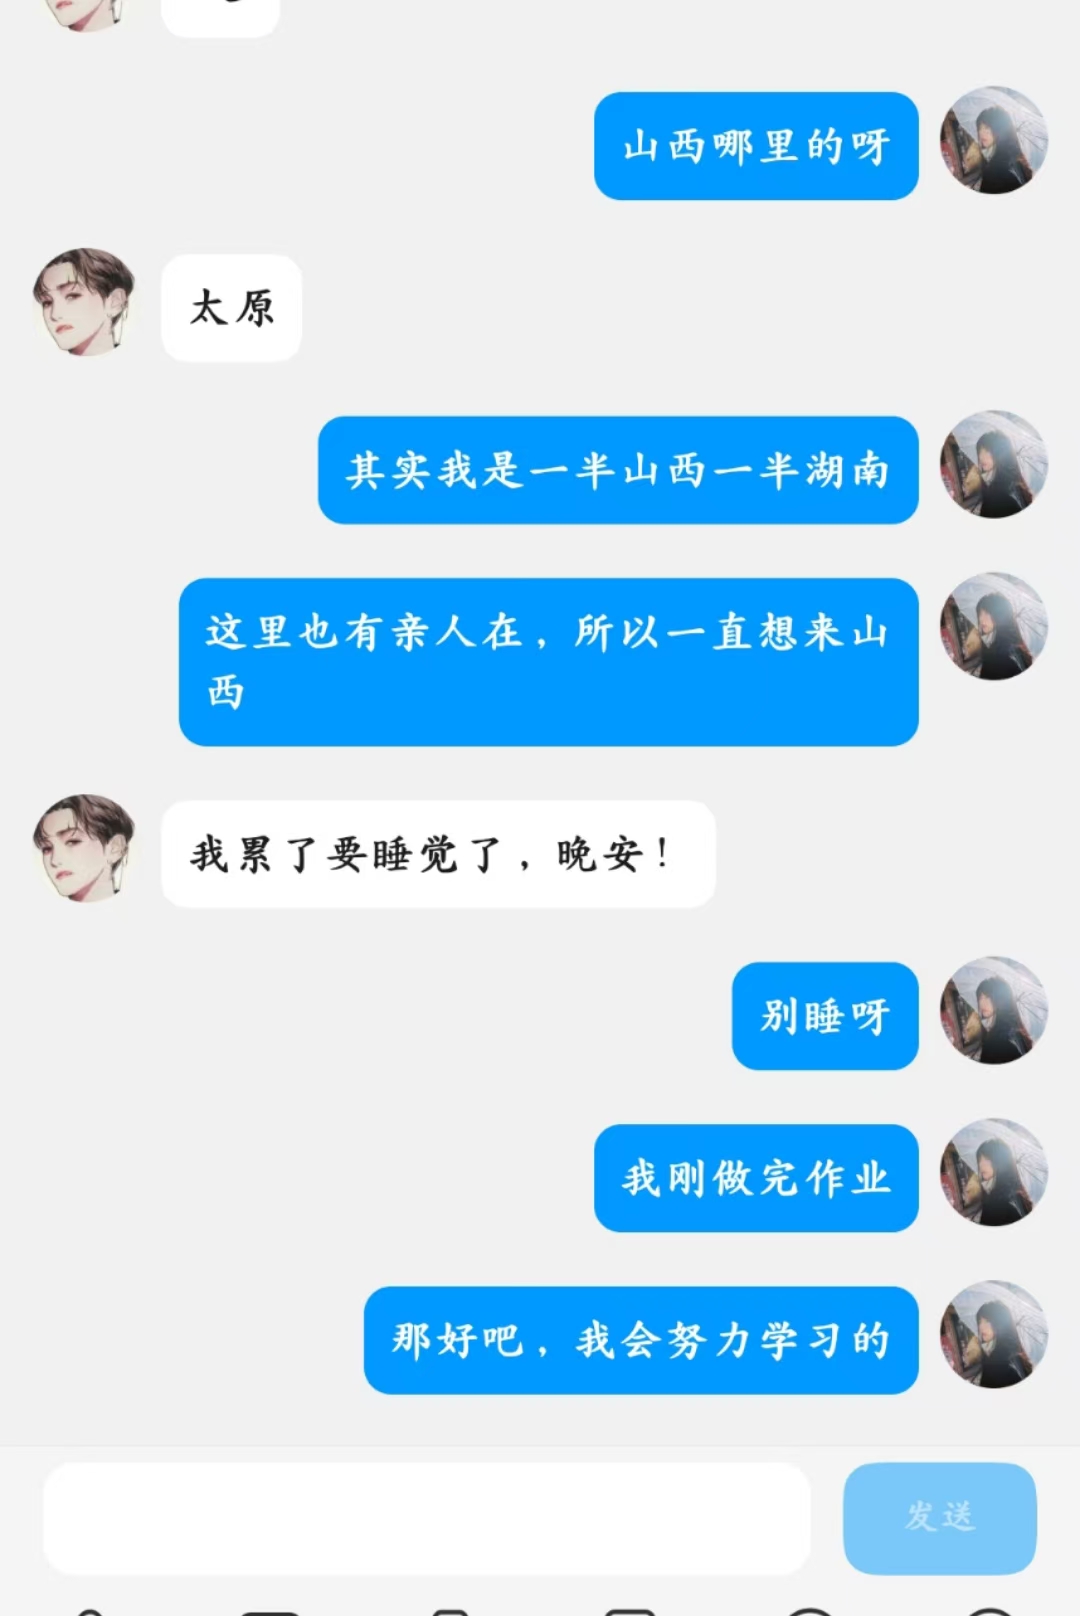 山西哪里的呀
太原
其实我是一半山西一半湖南
这里也有亲人在，所以一直想来山
西
我累了要睡觉了，晚安！
别睡呀
我刚做完作业
那好吧，我会努力学习的
发送